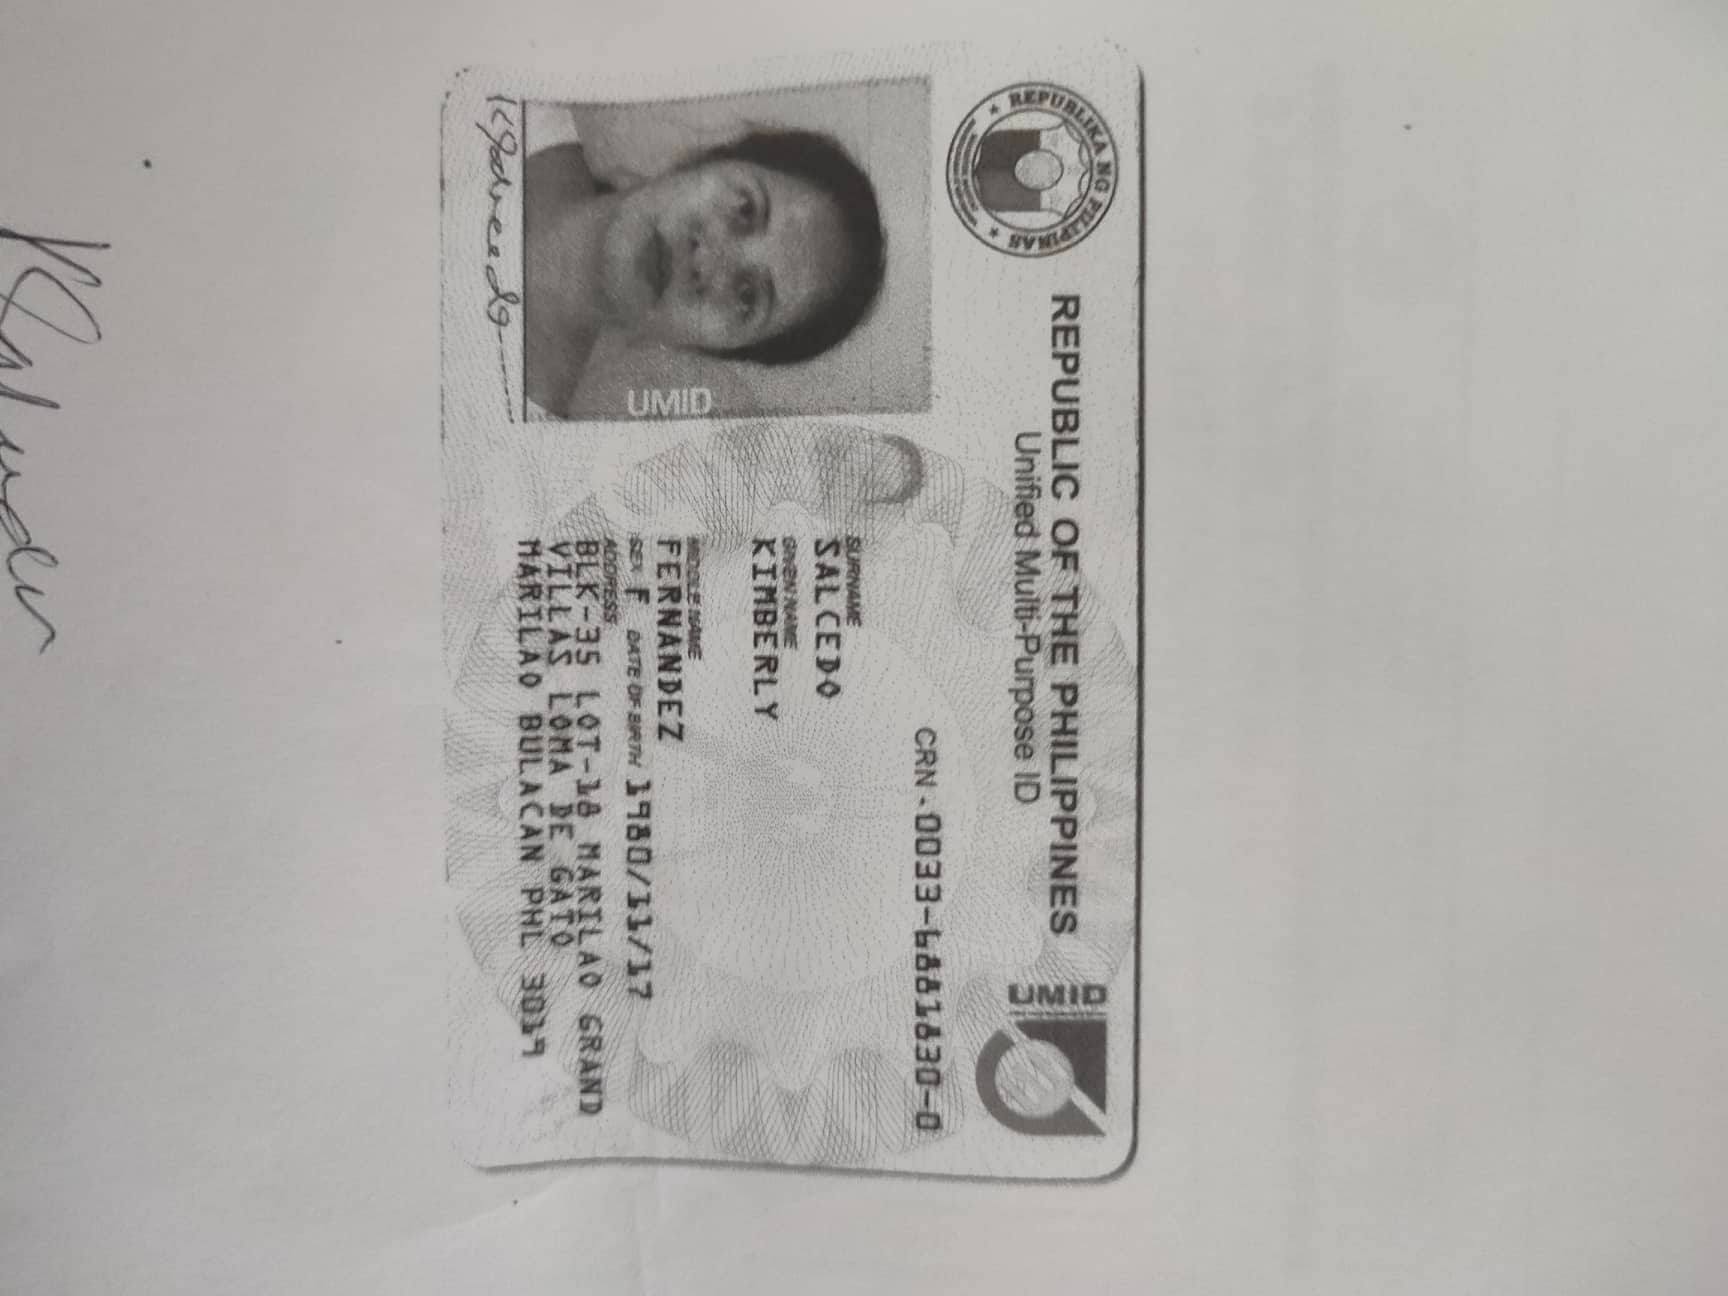 REPUBLIKA NG PILIPINAS
REPUBLIC OF THE PHILIPPINES
Unified Multi-Purpose ID
UMID
CRN - 0033-6881630-0
SURNAME
SALCEDO
GIVEN NAME
KIMBERLY
MIDDLE NAME
FERNANDEZ
SEX F DATE OF BIRTH 1980/11/17
ADDRESS
BLK-35 LOT-18 MARILAO GRAND
VILLAS LOMA DE GATO
MARILAO BULACAN PHL 3019
UMID